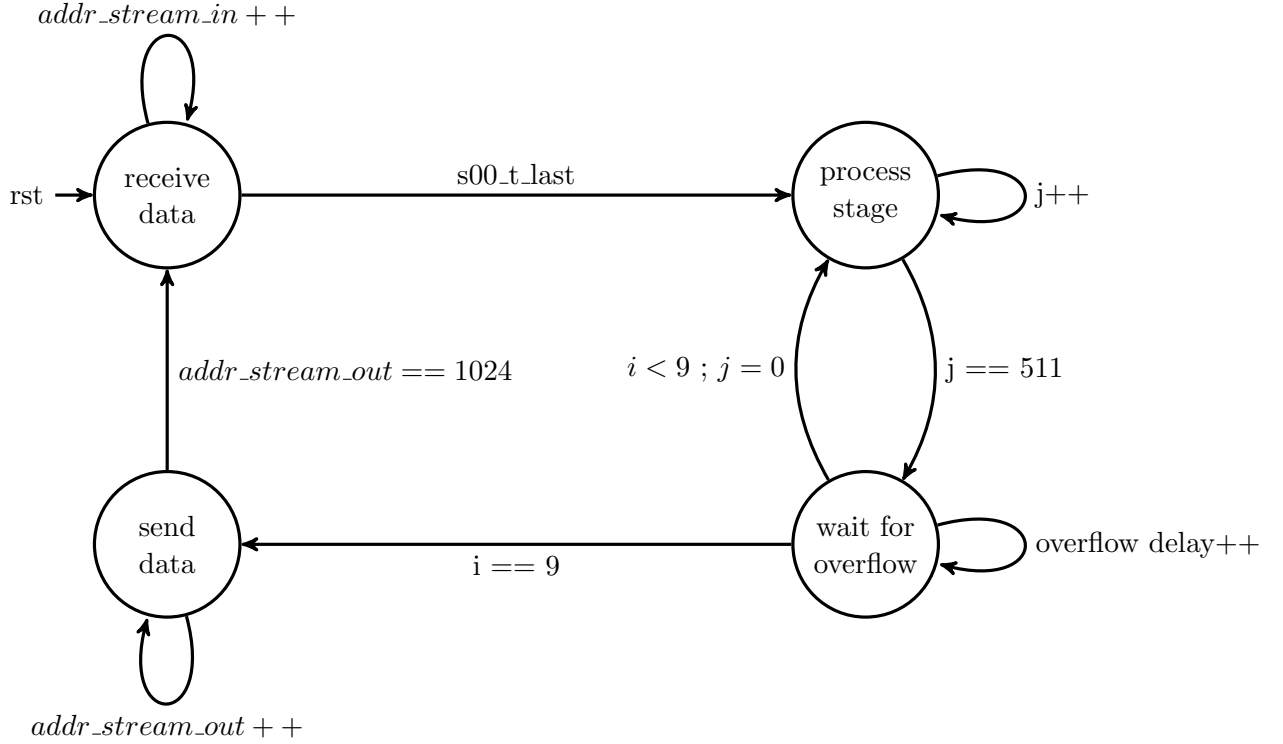 addr_stream_in + +
receive
data
rst
s00_t_last
process
stage
j++
addr_stream_out == 1024
i < 9 ; j = 0
j == 511
send
data
i == 9
wait for
overflow
overflow delay++
addr_stream_out + +